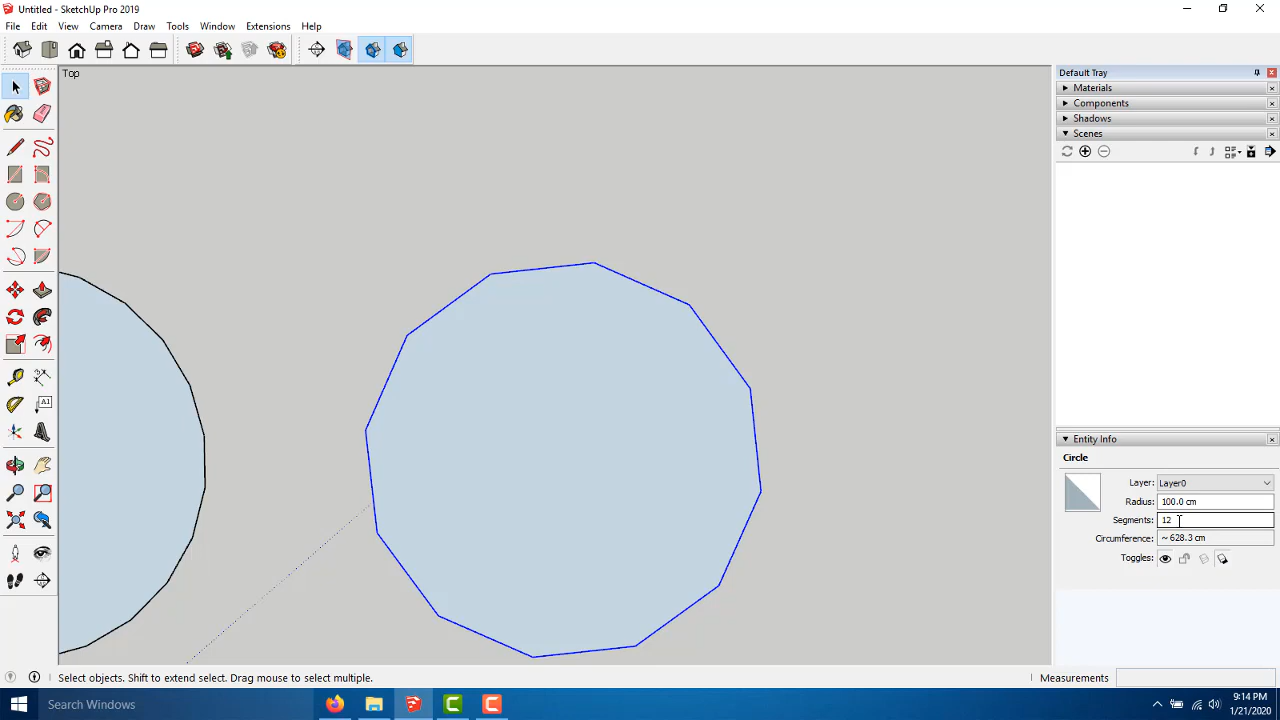 Untitled - SketchUp Pro 2019
File Edit View Camera Draw Tools Window Extensions Help
Top
Default Tray
Materials
Components
Shadows
Scenes
A1
Entity Info
Circle
Layer: Layer0
Radius: 100.0 cm
Segments: 12
Circumference: ~ 628.3 cm
Toggles:
Select objects. Shift to extend select. Drag mouse to select multiple.
Measurements
Search Windows
9:14 PM
1/21/2020